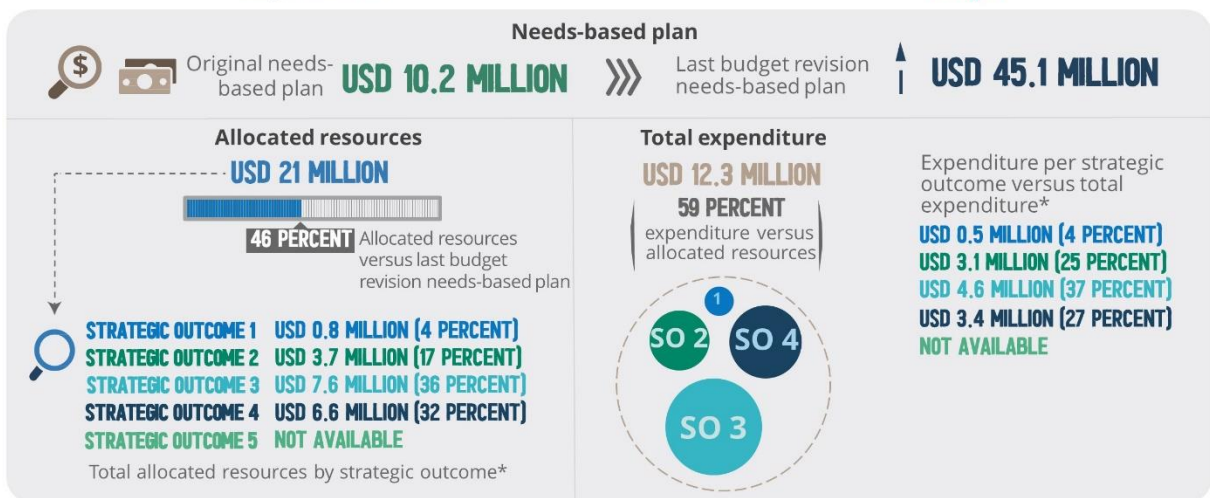 Needs-based plan
Original needs-
based plan
USD 10.2 MILLION
Last budget revision
needs-based plan
USD 45.1 MILLION
Allocated resources
USD 21 MILLION
46 PERCENT
Allocated resources
versus last budget
revision needs-based plan
STRATEGIC OUTCOME 1 USD 0.8 MILLION (4 PERCENT)
STRATEGIC OUTCOME 2 USD 3.7 MILLION (17 PERCENT)
STRATEGIC OUTCOME 3 USD 7.6 MILLION (36 PERCENT)
STRATEGIC OUTCOME 4 USD 6.6 MILLION (32 PERCENT)
STRATEGIC OUTCOME 5 NOT AVAILABLE
Total allocated resources by strategic outcome*
Total expenditure
USD 12.3 MILLION
59 PERCENT
expenditure versus
allocated resources
1
SO 2
SO 4
SO 3
Expenditure per strategic
outcome versus total
expenditure*
USD 0.5 MILLION (4 PERCENT)
USD 3.1 MILLION (25 PERCENT)
USD 4.6 MILLION (37 PERCENT)
USD 3.4 MILLION (27 PERCENT)
NOT AVAILABLE